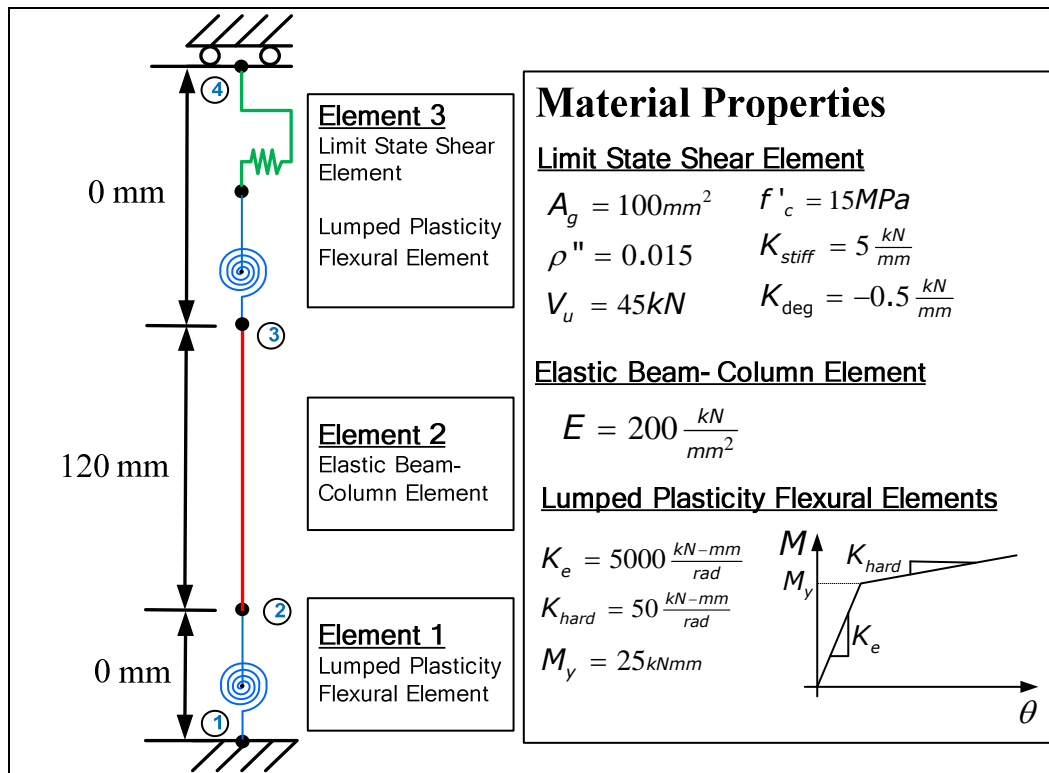 4
0 mm
Element 3
Limit State Shear
Element
Lumped Plasticity
Flexural Element
3
120 mm
Element 2
Elastic Beam-
Column Element
2
0 mm
Element 1
Lumped Plasticity
Flexural Element
1
Material Properties
Limit State Shear Element
A_g = 100mm² f'_c = 15MPa
ρ" = 0.015 K_stiff = 5 kN/mm
V_u = 45kN K_deg = −0.5 kN/mm
Elastic Beam- Column Element
E = 200 kN/mm²
Lumped Plasticity Flexural Elements
K_e = 5000 kN−mm/rad
K_hard = 50 kN−mm/rad
M_y = 25kNmm
M
K_hard
M_y
K_e
θ